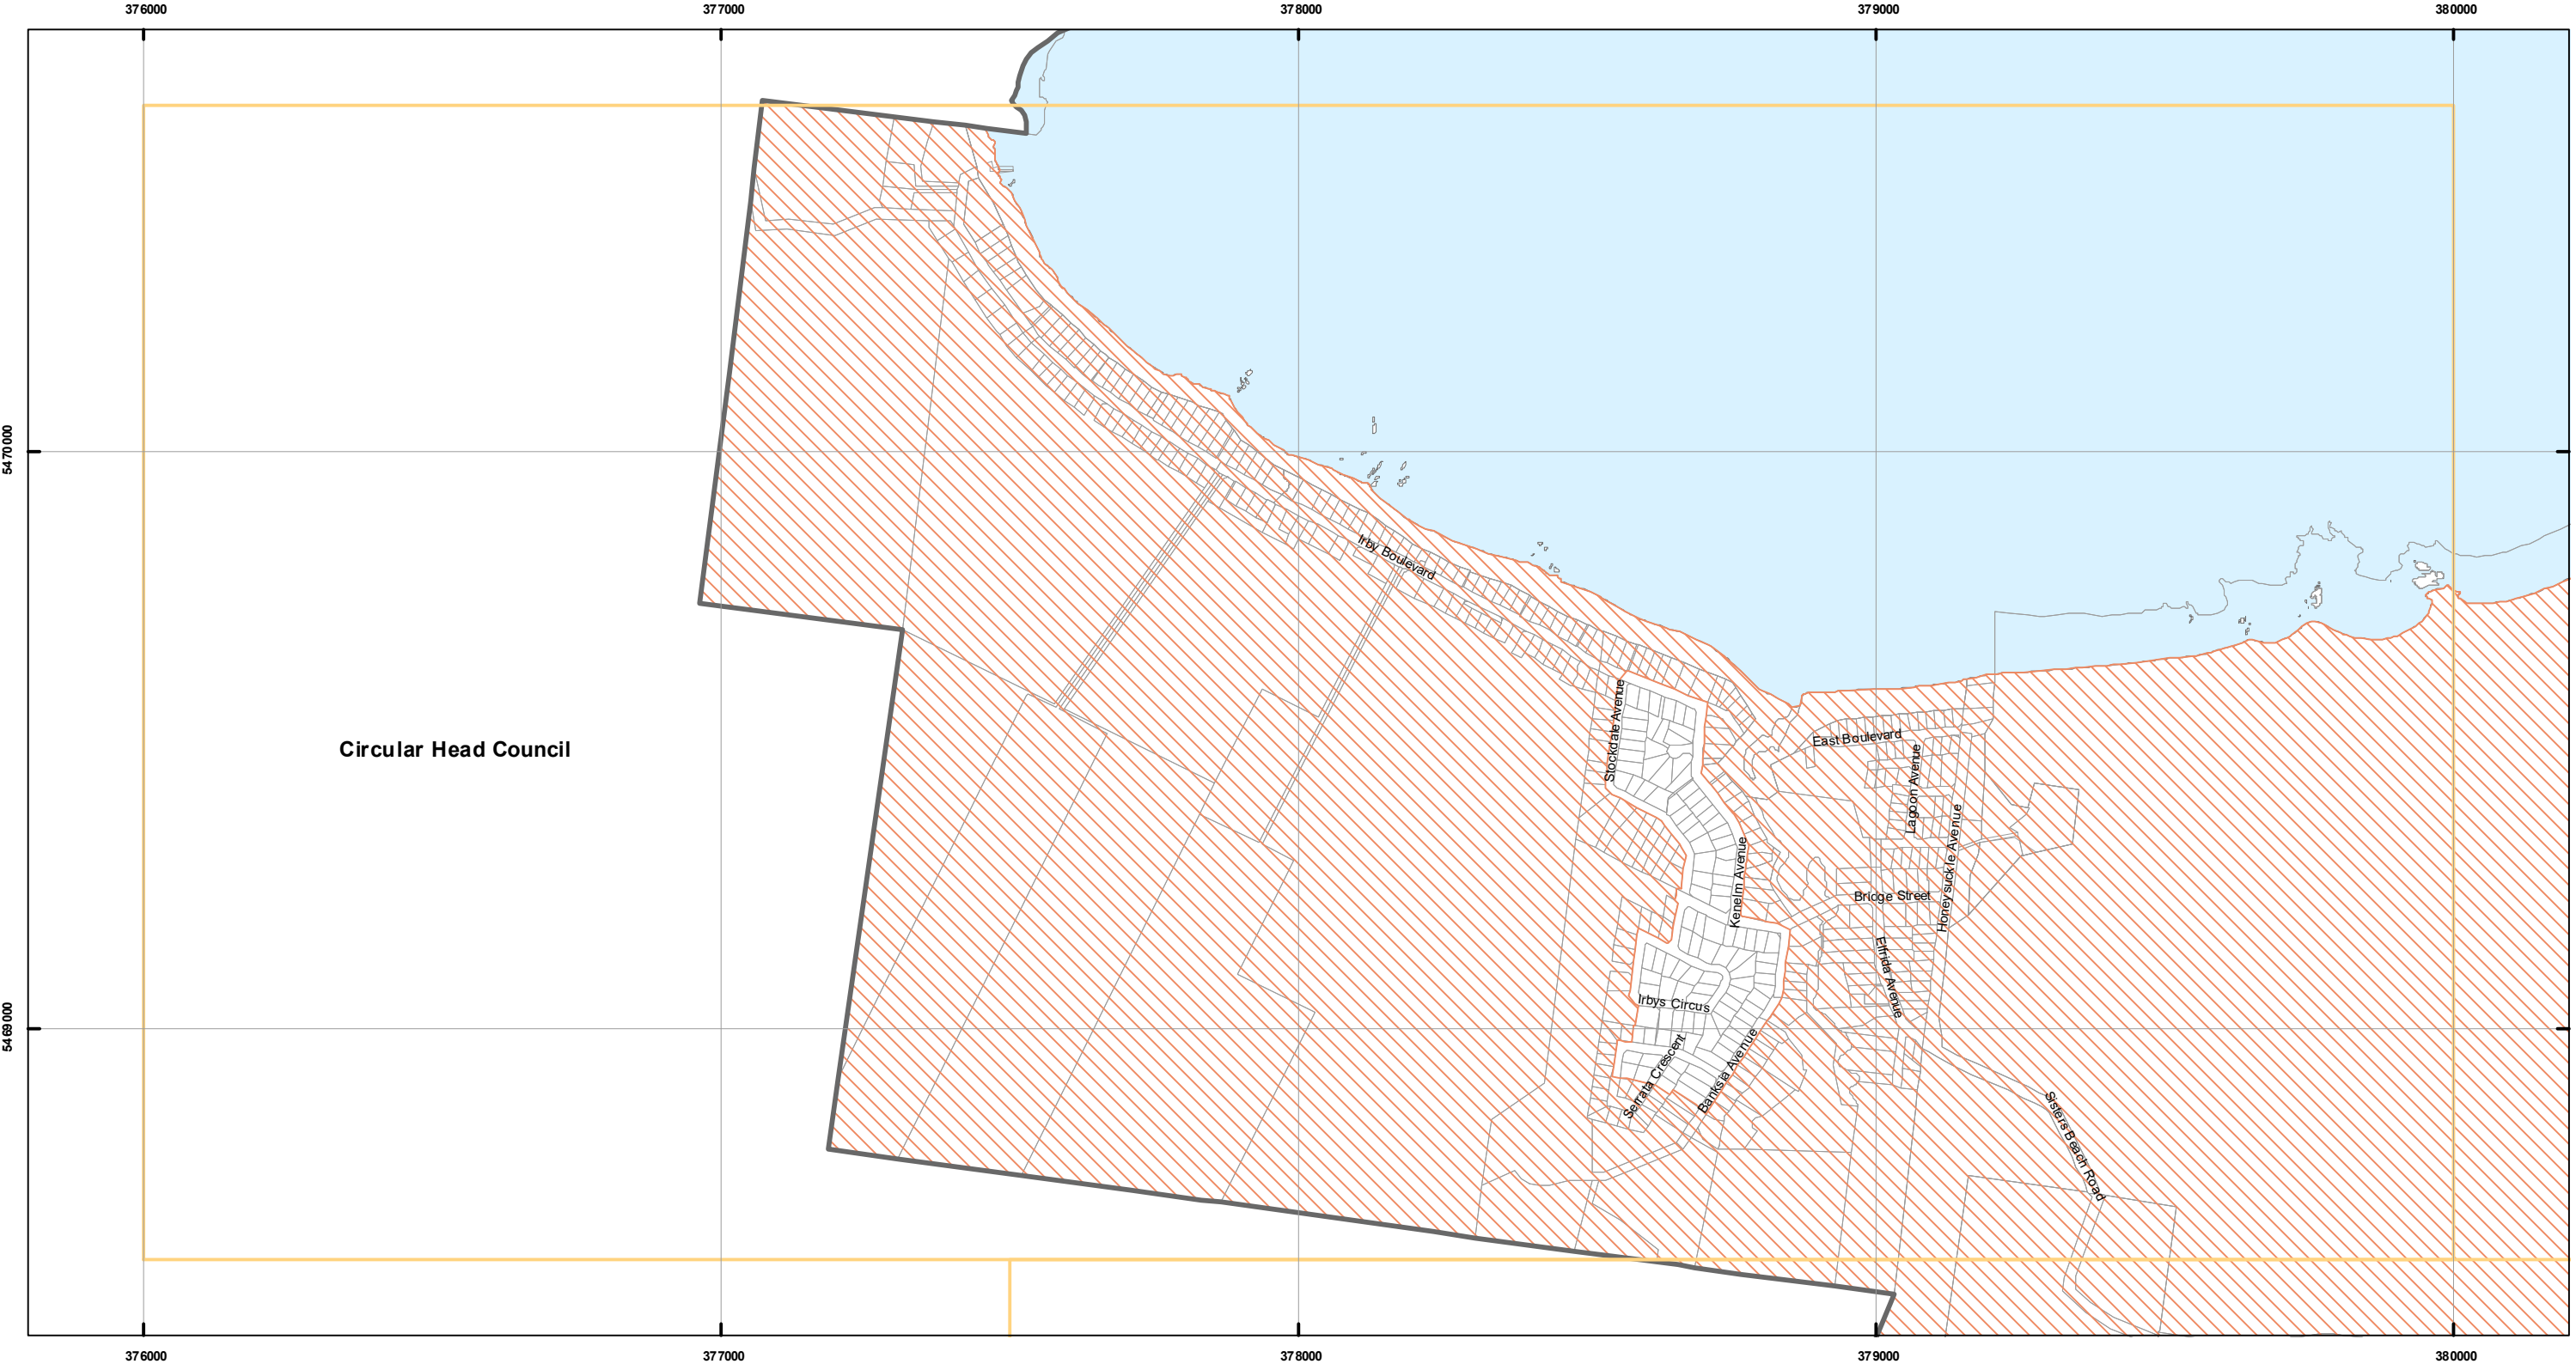 376000
377000
378000
379000
380000
5470000
Irby Boulevard
Circular Head Council
Stockdale Avenue
East Boulevard
Lagoon Avenue
Honeysuckle Avenue
Kenelm Avenue
Bridge Street
Elfrida Avenue
Irbys Circus
5469000
Serrata Crescent
Banksia Avenue
Sisters Beach Road
376000
377000
378000
379000
380000